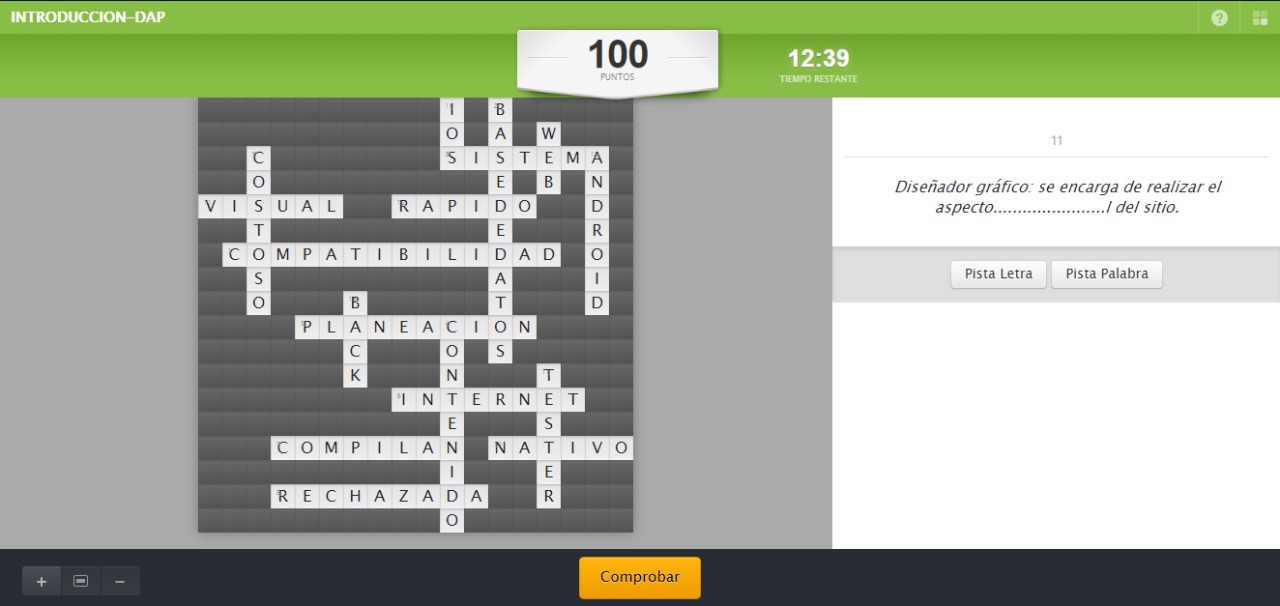 INTRODUCCION-DAP
?
100
PUNTOS
12:39
TIEMPO RESTANTE
I B
O A W
C S I S T E M A
O E B N
V I S U A L R A P I D O D
T E R
C O M P A T I B I L I D A D O
S A I
O B T D
P L A N E A C I O N
C O S
K N T
I N T E R N E T
E S
C O M P I L A N N A T I V O
I E
R E C H A Z A D A R
O
11
Diseñador gráfico: se encarga de realizar el
aspecto.......................l del sitio.
Pista Letra Pista Palabra
+ −
Comprobar